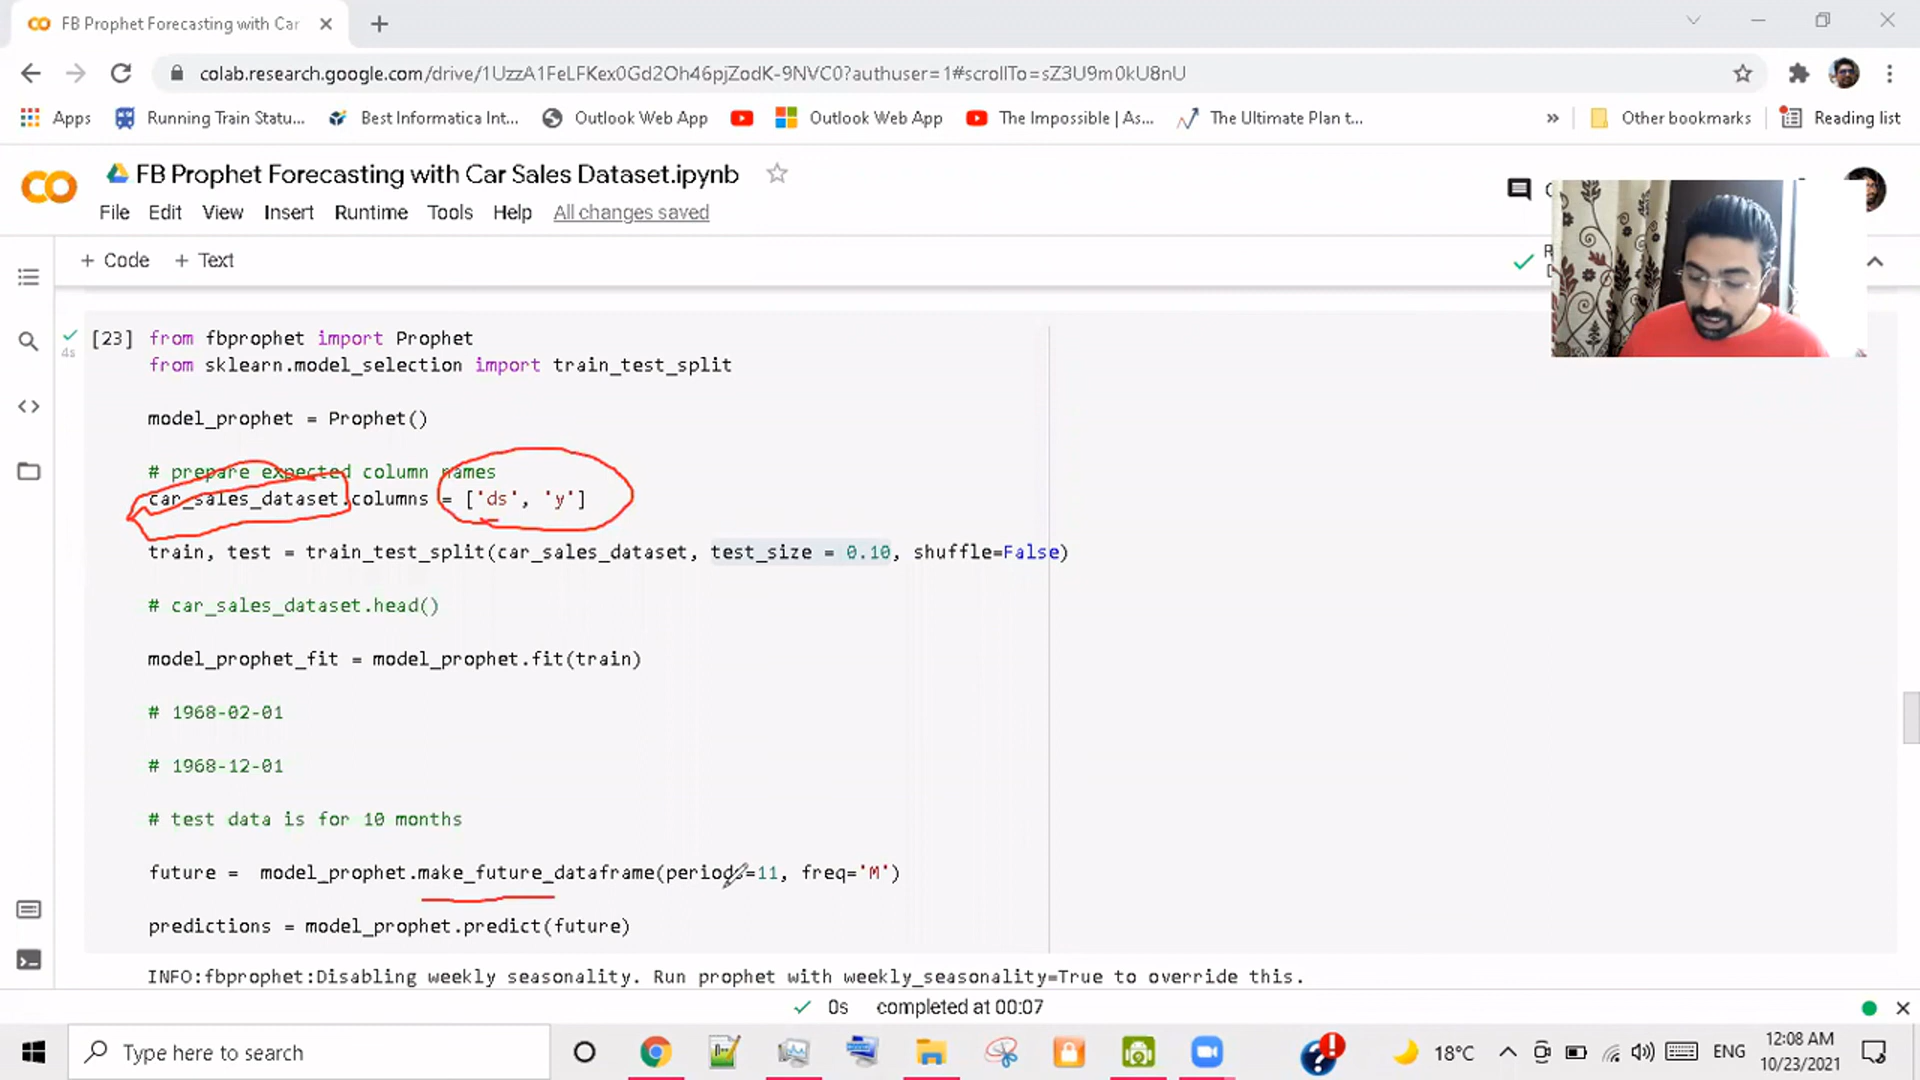 FB Prophet Forecasting with Car
colab.research.google.com/drive/1UzzA1FeLFKex0Gd2Oh46pjZodK-9NVC0?authuser=1#scrollTo=sZ3U9m0kU8nU
Apps Running Train Statu... Best Informatica Int... Outlook Web App Outlook Web App The Impossible | As... The Ultimate Plan t... » Other bookmarks Reading list
FB Prophet Forecasting with Car Sales Dataset.ipynb
File Edit View Insert Runtime Tools Help All changes saved
+ Code + Text
[23] from fbprophet import Prophet
4s
from sklearn.model_selection import train_test_split
model_prophet = Prophet()
# prepare expected column names
car_sales_dataset.columns = ['ds', 'y']
train, test = train_test_split(car_sales_dataset, test_size = 0.10, shuffle=False)
# car_sales_dataset.head()
model_prophet_fit = model_prophet.fit(train)
# 1968-02-01
# 1968-12-01
# test data is for 10 months
future =  model_prophet.make_future_dataframe(periods=11, freq='M')
predictions = model_prophet.predict(future)
INFO:fbprophet:Disabling weekly seasonality. Run prophet with weekly_seasonality=True to override this.
0s completed at 00:07
Type here to search
18°C ENG 12:08 AM
10/23/2021